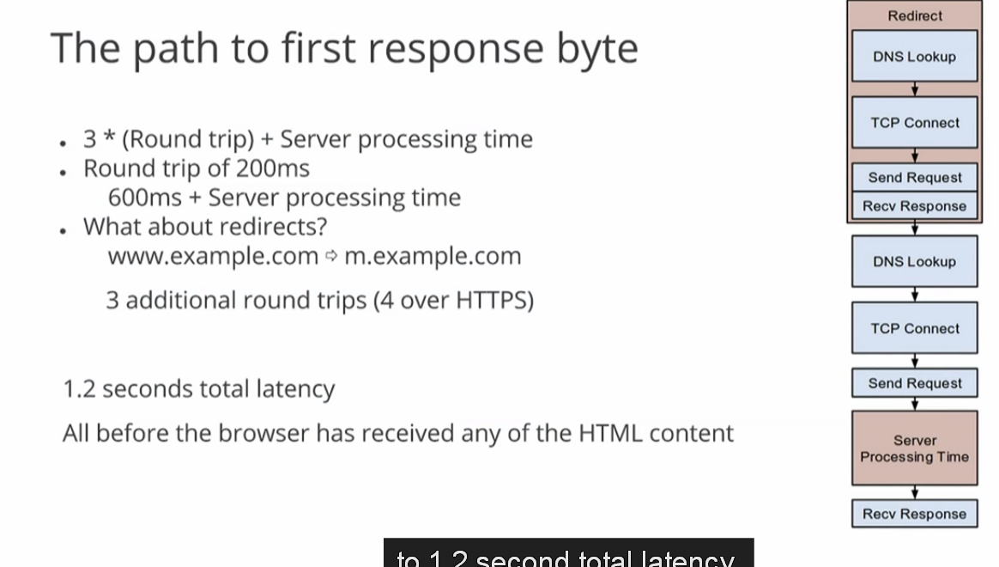 The path to first response byte
• 3 * (Round trip) + Server processing time
• Round trip of 200ms
600ms + Server processing time
• What about redirects?
www.example.com ⇨ m.example.com
3 additional round trips (4 over HTTPS)
1.2 seconds total latency
All before the browser has received any of the HTML content
Redirect
DNS Lookup
TCP Connect
Send Request
Recv Response
DNS Lookup
TCP Connect
Send Request
Server
Processing Time
Recv Response
to 1.2 second total latency